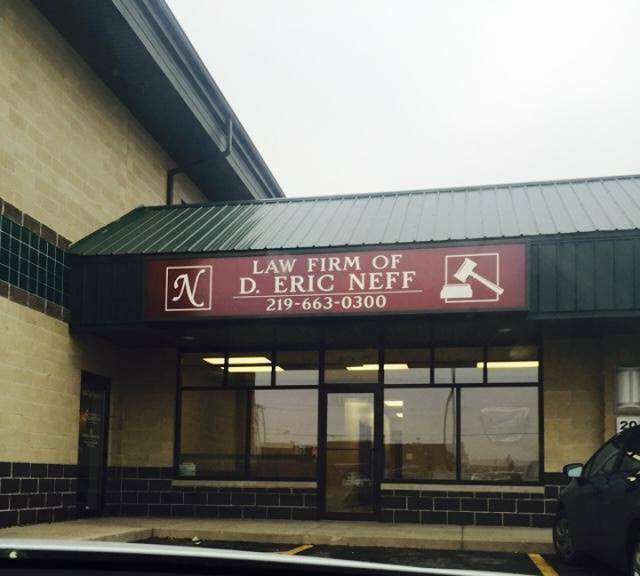 N
LAW FIRM OF
D. ERIC NEFF
219-663-0300